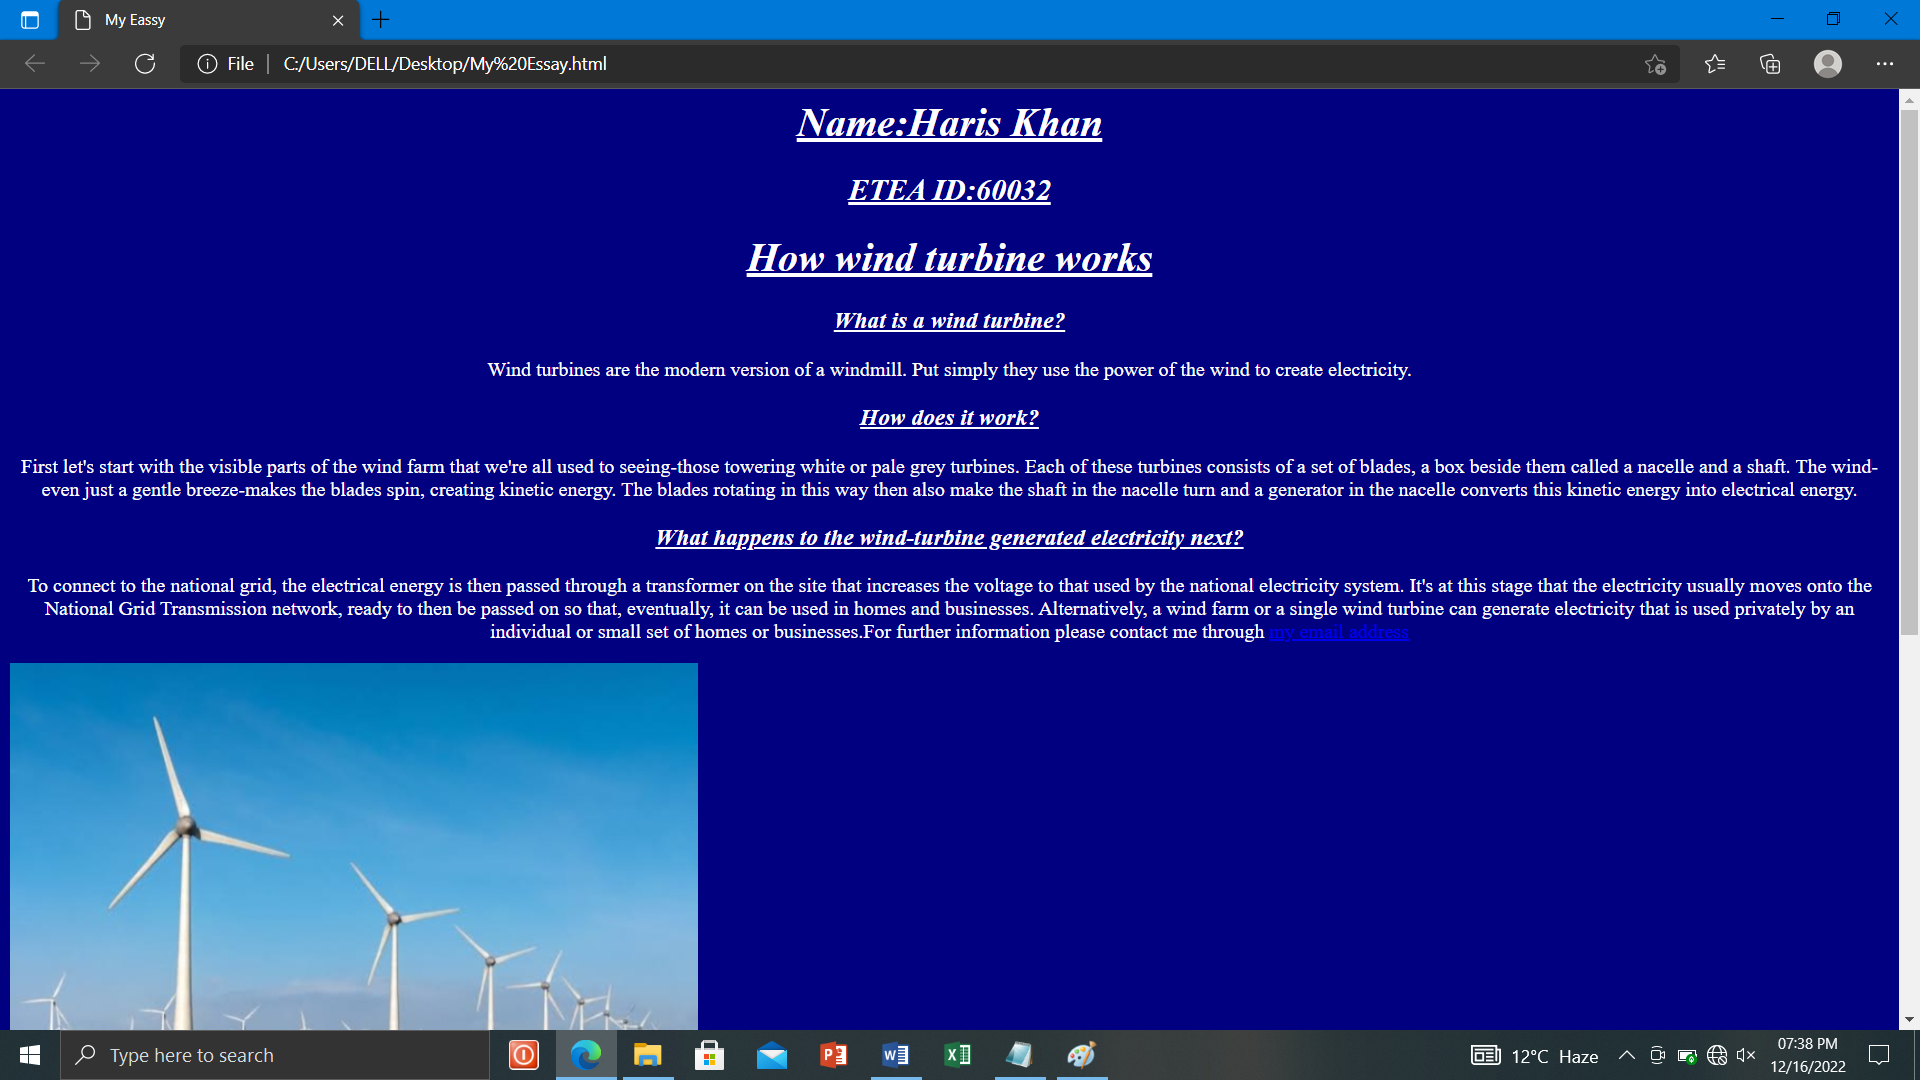 My Eassy
File
C:/Users/DELL/Desktop/My%20Essay.html
Name:Haris Khan
ETEA ID:60032
How wind turbine works
What is a wind turbine?
Wind turbines are the modern version of a windmill. Put simply they use the power of the wind to create electricity.
How does it work?
First let's start with the visible parts of the wind farm that we're all used to seeing-those towering white or pale grey turbines. Each of these turbines consists of a set of blades, a box beside them called a nacelle and a shaft. The wind-
even just a gentle breeze-makes the blades spin, creating kinetic energy. The blades rotating in this way then also make the shaft in the nacelle turn and a generator in the nacelle converts this kinetic energy into electrical energy.
What happens to the wind-turbine generated electricity next?
To connect to the national grid, the electrical energy is then passed through a transformer on the site that increases the voltage to that used by the national electricity system. It's at this stage that the electricity usually moves onto the
National Grid Transmission network, ready to then be passed on so that, eventually, it can be used in homes and businesses. Alternatively, a wind farm or a single wind turbine can generate electricity that is used privately by an
individual or small set of homes or businesses.For further information please contact me through my email address
Type here to search
12°C Haze
07:38 PM
12/16/2022